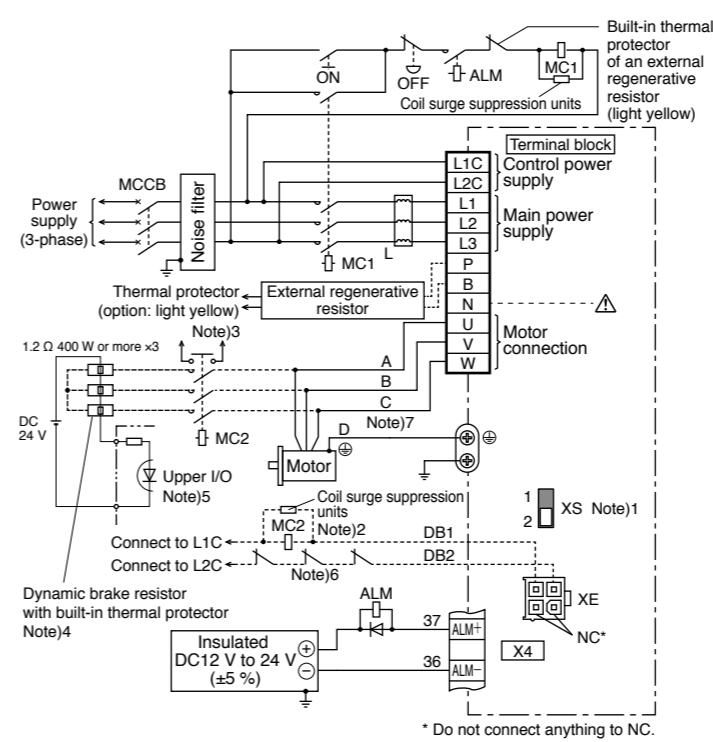 Built-in thermal
protector
of an external
regenerative
resistor
(light yellow)
ON
OFF
ALM
MC1
Coil surge suppression units
Terminal block
L1C
L2C
Control power
supply
MCCB
Noise filter
Power
supply
(3-phase)
L1
L2
L3
Main power
supply
MC1
L
P
B
N
Thermal protector
(option: light yellow)
External regenerative
resistor
⚠
Note)3
U
V
W
Motor
connection
1.2 Ω 400 W or more ×3
A
B
C
Note)7
D
DC
24 V
MC2
Motor
Upper I/O
Note)5
1
2
XS Note)1
Coil surge suppression
units
MC2
Note)2
DB1
Connect to L1C
Connect to L2C
DB2
Note)6
Dynamic brake resistor
with built-in thermal protector
Note)4
XE
NC*
ALM
37
ALM+
X4
Insulated
DC12 V to 24 V
(±5 %)
+
−
36
ALM−
* Do not connect anything to NC.